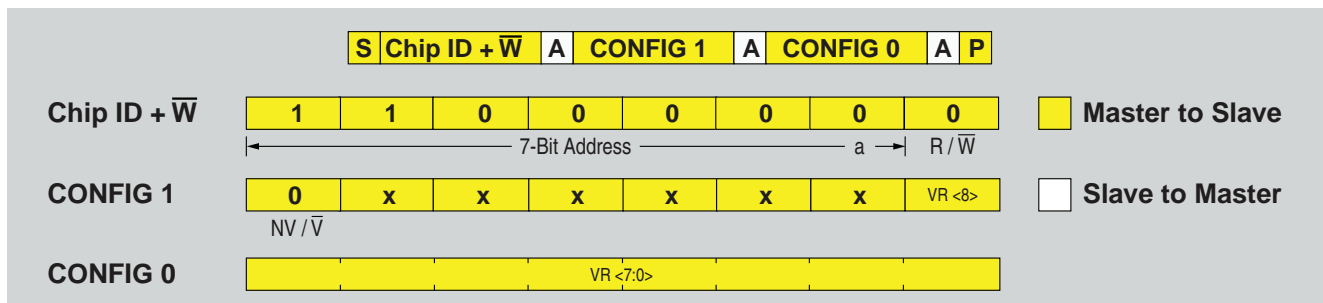 S Chip ID + W̅ A CONFIG 1 A CONFIG 0 A P
Chip ID + W̅ 1 1 0 0 0 0 0 0 Master to Slave
7-Bit Address a R / W̅
CONFIG 1 0 x x x x x x VR <8> Slave to Master
NV / V̅
CONFIG 0 VR <7:0>